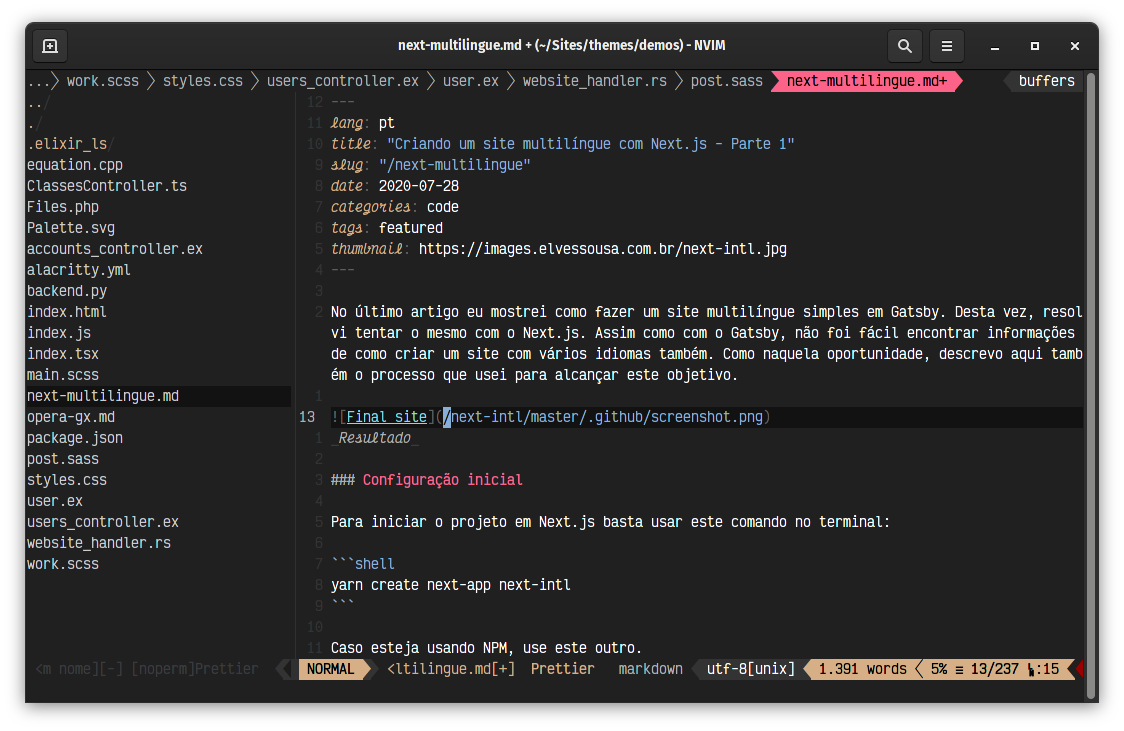 next-multilingue.md + (~/Sites/themes/demos) - NVIM
...> work.scss > styles.css > users_controller.ex > user.ex > website_handler.rs > post.sass next-multilingue.md+ buffers
../
./
.elixir_ls/
equation.cpp
ClassesController.ts
Files.php
Palette.svg
accounts_controller.ex
alacritty.yml
backend.py
index.html
index.js
index.tsx
main.scss
next-multilingue.md
opera-gx.md
package.json
post.sass
styles.css
user.ex
users_controller.ex
website_handler.rs
work.scss
12 ---
11 lang: pt
10 title: "Criando um site multilíngue com Next.js - Parte 1"
9 slug: "/next-multilingue"
8 date: 2020-07-28
7 categories: code
6 tags: featured
5 thumbnail: https://images.elvessousa.com.br/next-intl.jpg
4 ---
3
2 No último artigo eu mostrei como fazer um site multilíngue simples em Gatsby. Desta vez, resol
vi tentar o mesmo com o Next.js. Assim como com o Gatsby, não foi fácil encontrar informações
de como criar um site com vários idiomas também. Como naquela oportunidade, descrevo aqui tamb
ém o processo que usei para alcançar este objetivo.
1
13 ![Final site](/next-intl/master/.github/screenshot.png)
1 _Resultado_
2
3 ### Configuração inicial
4
5 Para iniciar o projeto em Next.js basta usar este comando no terminal:
6
7 ```shell
8 yarn create next-app next-intl
9 ```
10
11 Caso esteja usando NPM, use este outro.
<m nome][-] [noperm]Prettier NORMAL <ltilingue.md[+] Prettier markdown utf-8[unix] 1.391 words 5% ≡ 13/237 :15